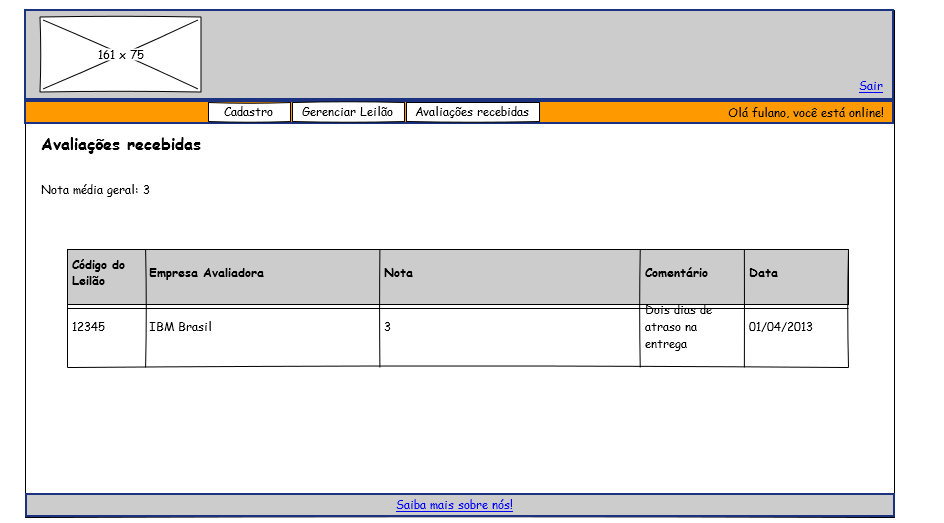 161 x 75
Sair
Cadastro Gerenciar Leilão Avaliações recebidas Olá fulano, você está online!
Avaliações recebidas
Nota média geral: 3
Código do Leilão Empresa Avaliadora Nota Comentário Data
12345 IBM Brasil 3 Dois dias de atraso na entrega 01/04/2013
Saiba mais sobre nós!